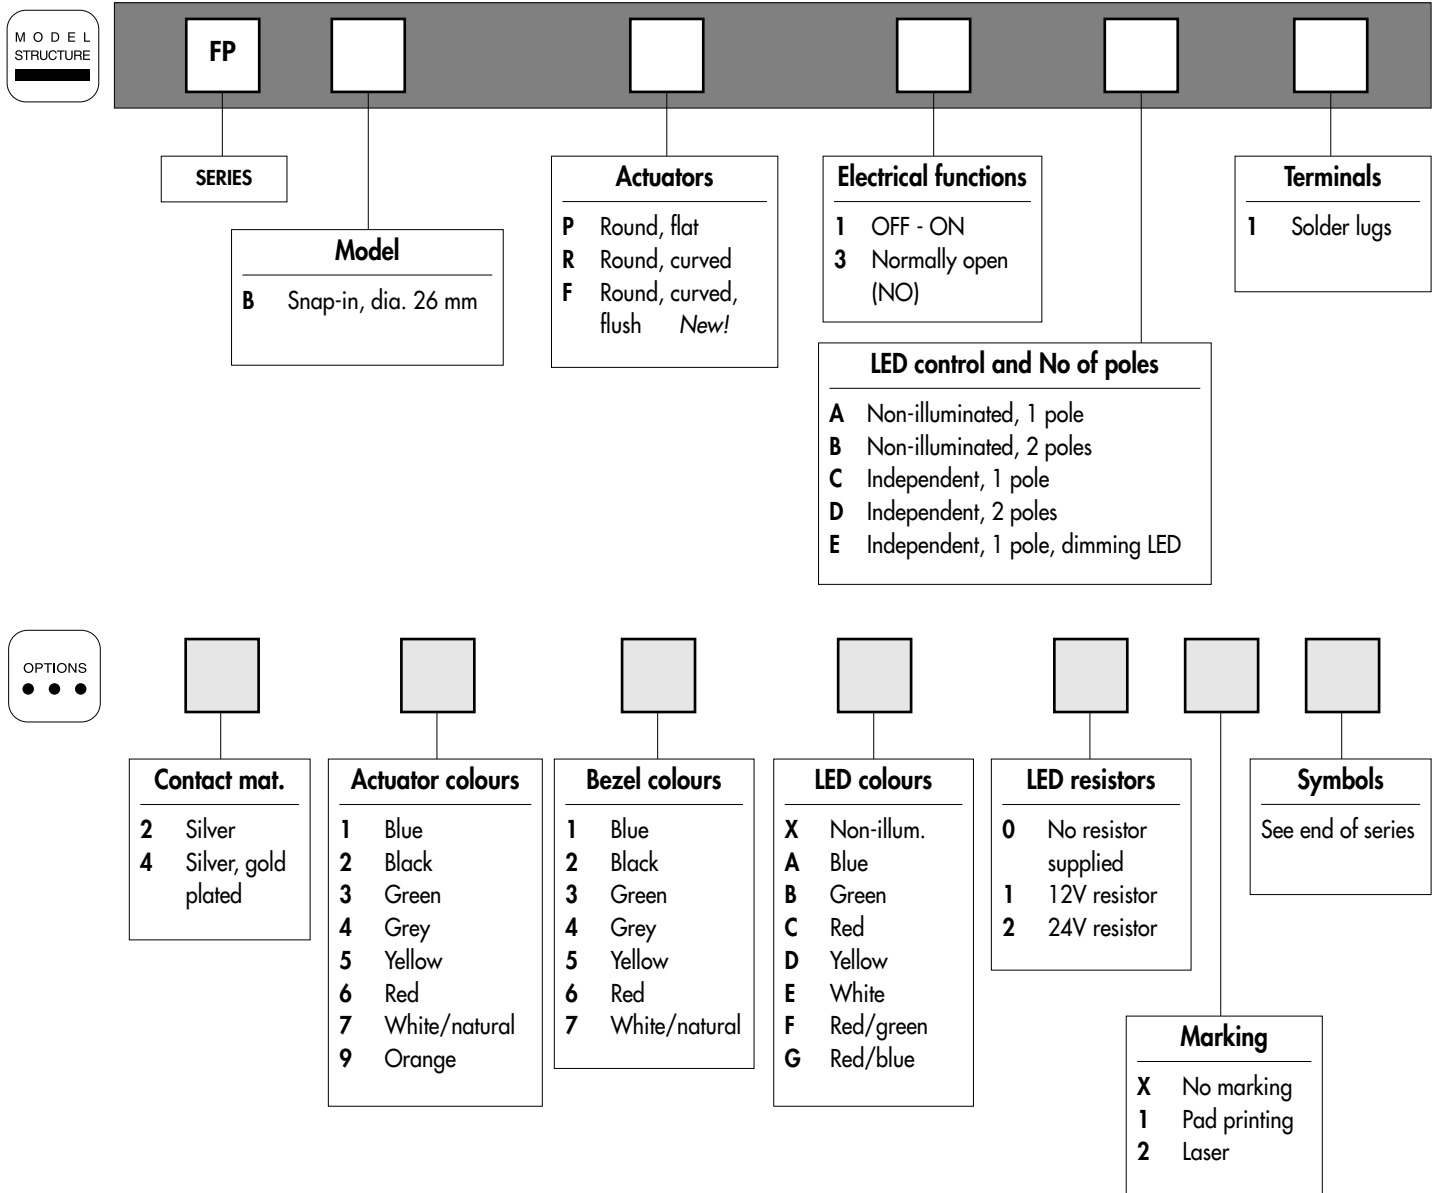 MODEL
STRUCTURE
FP
SERIES
Model
B Snap-in, dia. 26 mm
Actuators
P Round, flat
R Round, curved
F Round, curved,
flush New!
Electrical functions
1 OFF - ON
3 Normally open
(NO)
LED control and No of poles
A Non-illuminated, 1 pole
B Non-illuminated, 2 poles
C Independent, 1 pole
D Independent, 2 poles
E Independent, 1 pole, dimming LED
Terminals
1 Solder lugs
OPTIONS
Contact mat.
2 Silver
4 Silver, gold
plated
Actuator colours
1 Blue
2 Black
3 Green
4 Grey
5 Yellow
6 Red
7 White/natural
9 Orange
Bezel colours
1 Blue
2 Black
3 Green
4 Grey
5 Yellow
6 Red
7 White/natural
LED colours
X Non-illum.
A Blue
B Green
C Red
D Yellow
E White
F Red/green
G Red/blue
LED resistors
0 No resistor
supplied
1 12V resistor
2 24V resistor
Marking
X No marking
1 Pad printing
2 Laser
Symbols
See end of series